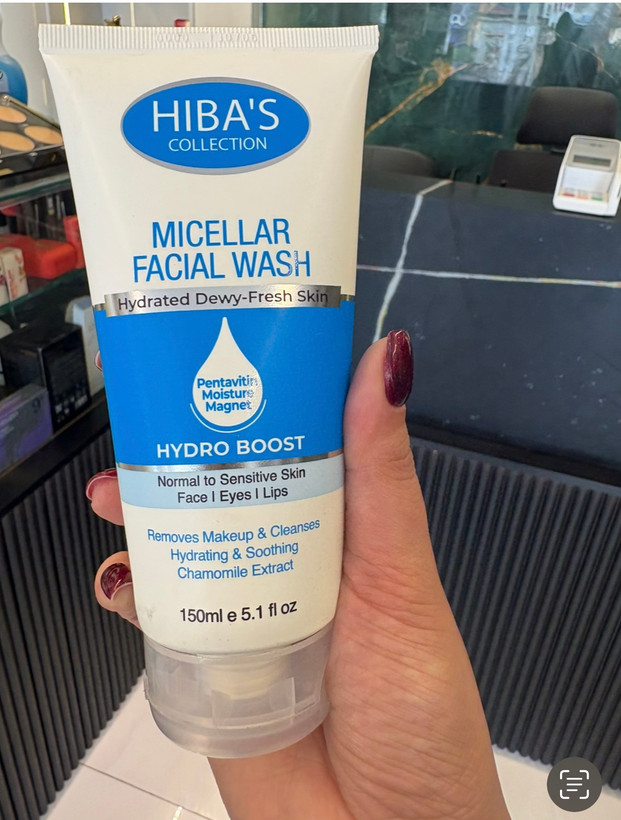 HIBA'S
COLLECTION
MICELLAR
FACIAL WASH
Hydrated Dewy-Fresh Skin
Pentavitin
Moisture
Magnet
HYDRO BOOST
Normal to Sensitive Skin
Face I Eyes I Lips
Removes Makeup & Cleanses
Hydrating & Soothing
Chamomile Extract
150ml e 5.1 fl oz